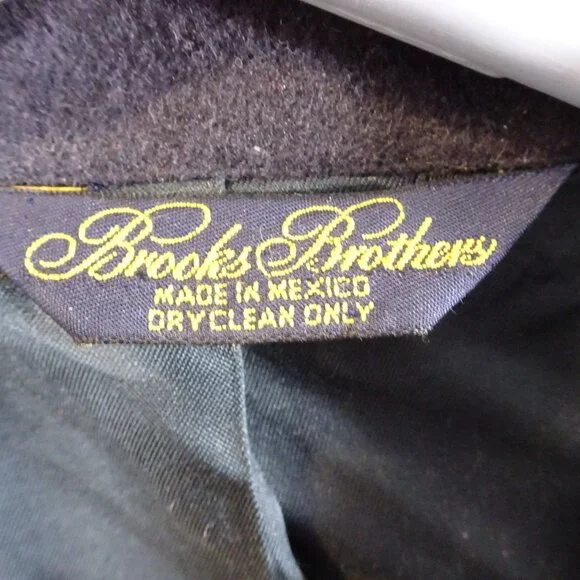 Brooks Brothers
MADE IN MEXICO
DRYCLEAN ONLY